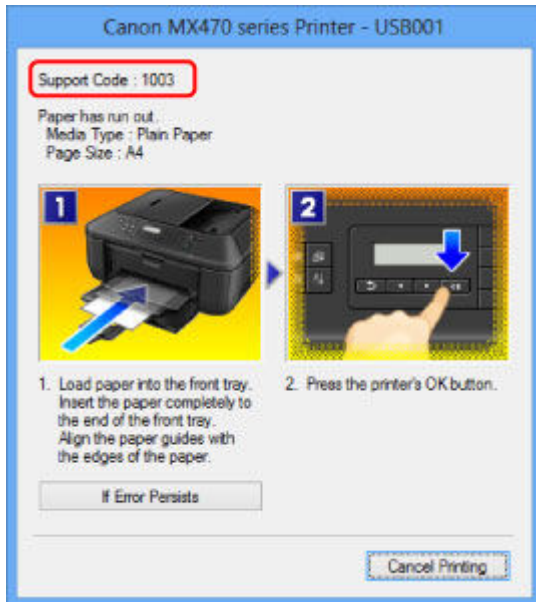 Canon MX470 series Printer - USB001
Support Code : 1003
Paper has run out.
Media Type : Plain Paper
Page Size : A4
1
2
1. Load paper into the front tray.
Insert the paper completely to
the end of the front tray.
Align the paper guides with
the edges of the paper.
2. Press the printer's OK button.
If Error Persists
Cancel Printing